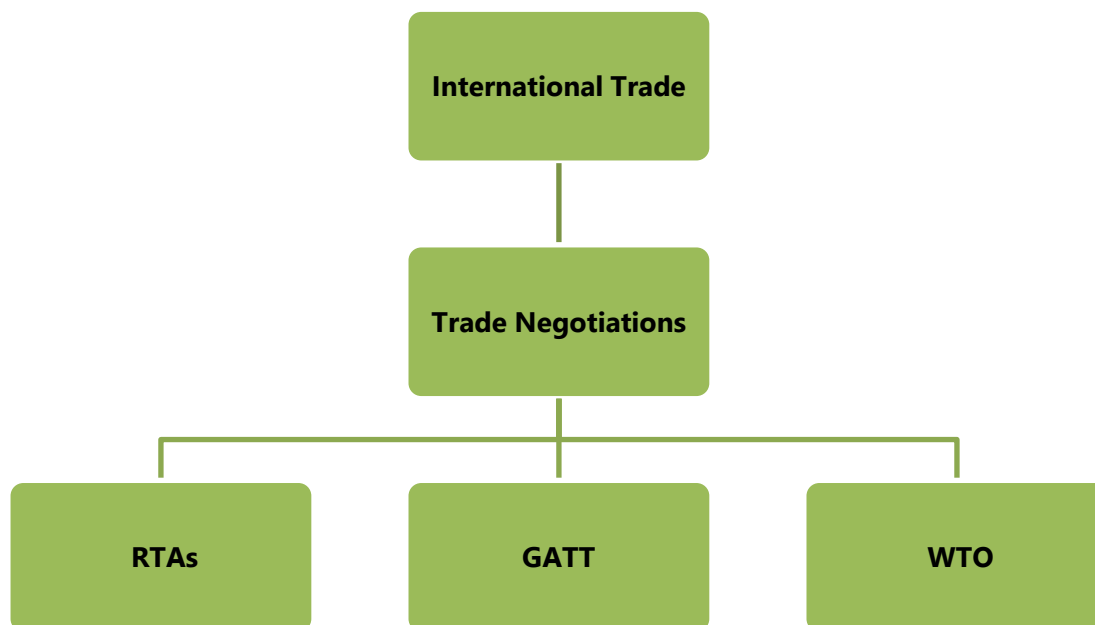 International Trade
Trade Negotiations
RTAs
GATT
WTO